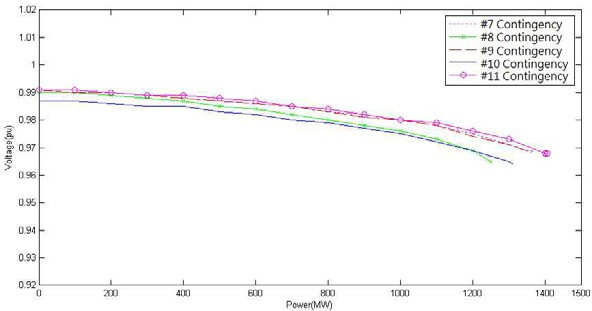 1.02
1.01
1
0.99
0.98
0.97
0.96
0.95
0.94
0.93
0.92
Voltage(pu)
0
200
400
600
800
1000
1200
1400
1500
Power(MW)
#7 Contingency
#8 Contingency
#9 Contingency
#10 Contingency
#11 Contingency